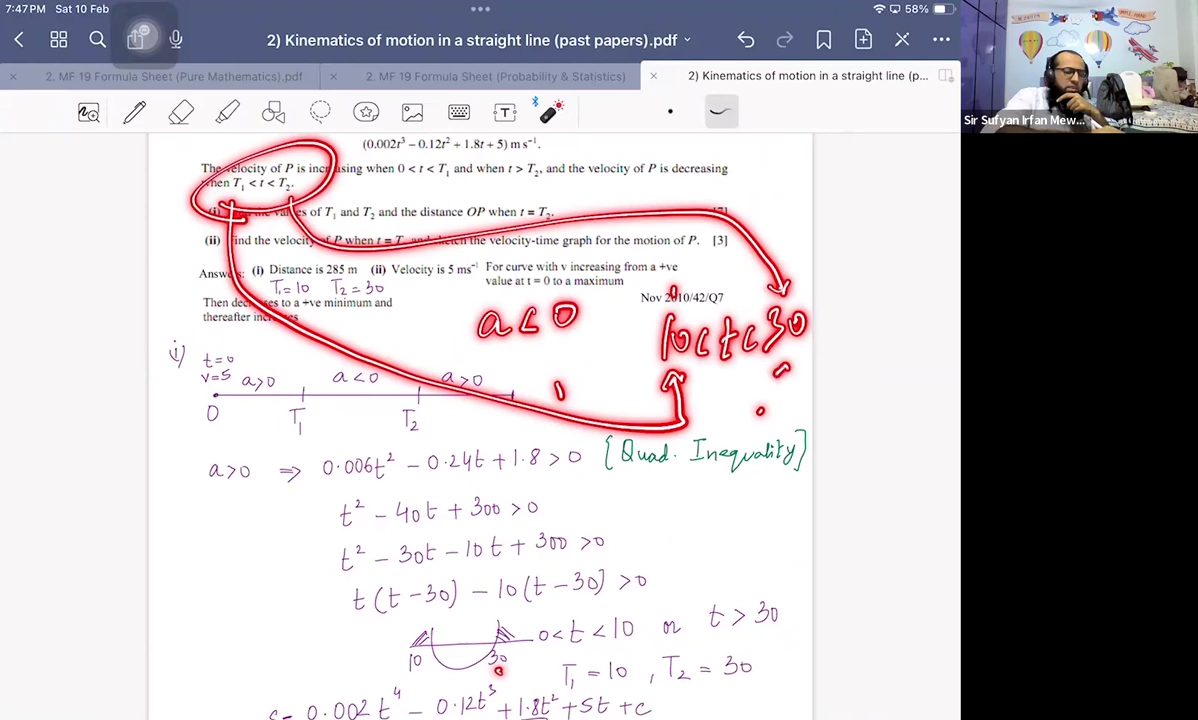 7:47 PM Sat 10 Feb
58%
2) Kinematics of motion in a straight line (past papers).pdf
2. MF 19 Formula Sheet (Pure Mathematics).pdf
2. MF 19 Formula Sheet (Probability & Statistics)
2) Kinematics of motion in a straight line (p...
Sir Sufyan Irfan Mew...
(0.002t³ − 0.12t² + 1.8t + 5) m s⁻¹.
The velocity of P is increasing when 0 < t < T₁ and when t > T₂, and the velocity of P is decreasing
when T₁ < t < T₂.
(i) the values of T₁ and T₂ and the distance OP when t = T₂.
(ii) Find the velocity of P when t = T and sketch the velocity-time graph for the motion of P. [3]
Answers: (i) Distance is 285 m (ii) Velocity is 5 ms⁻¹ For curve with v increasing from a +ve
value at t = 0 to a maximum
T₁ = 10 T₂ = 30
Then decreases to a +ve minimum and
thereafter increases
Nov 2010/42/Q7
a < 0
10 < t < 30
i)
t=0
v=5
a>0
a<0
a>0
O
T₁
T₂
a>0 ⇒ 0.006t² − 0.24t + 1.8 > 0 [Quad. Inequality]
t² − 40t + 300 > 0
t² − 30t − 10t + 300 > 0
t(t−30) − 10(t−30) > 0
10
30
0 < t < 10 or t > 30
T₁ = 10 , T₂ = 30
s = 0.002t⁴ − 0.12t³ + 1.8t² + 5t + c